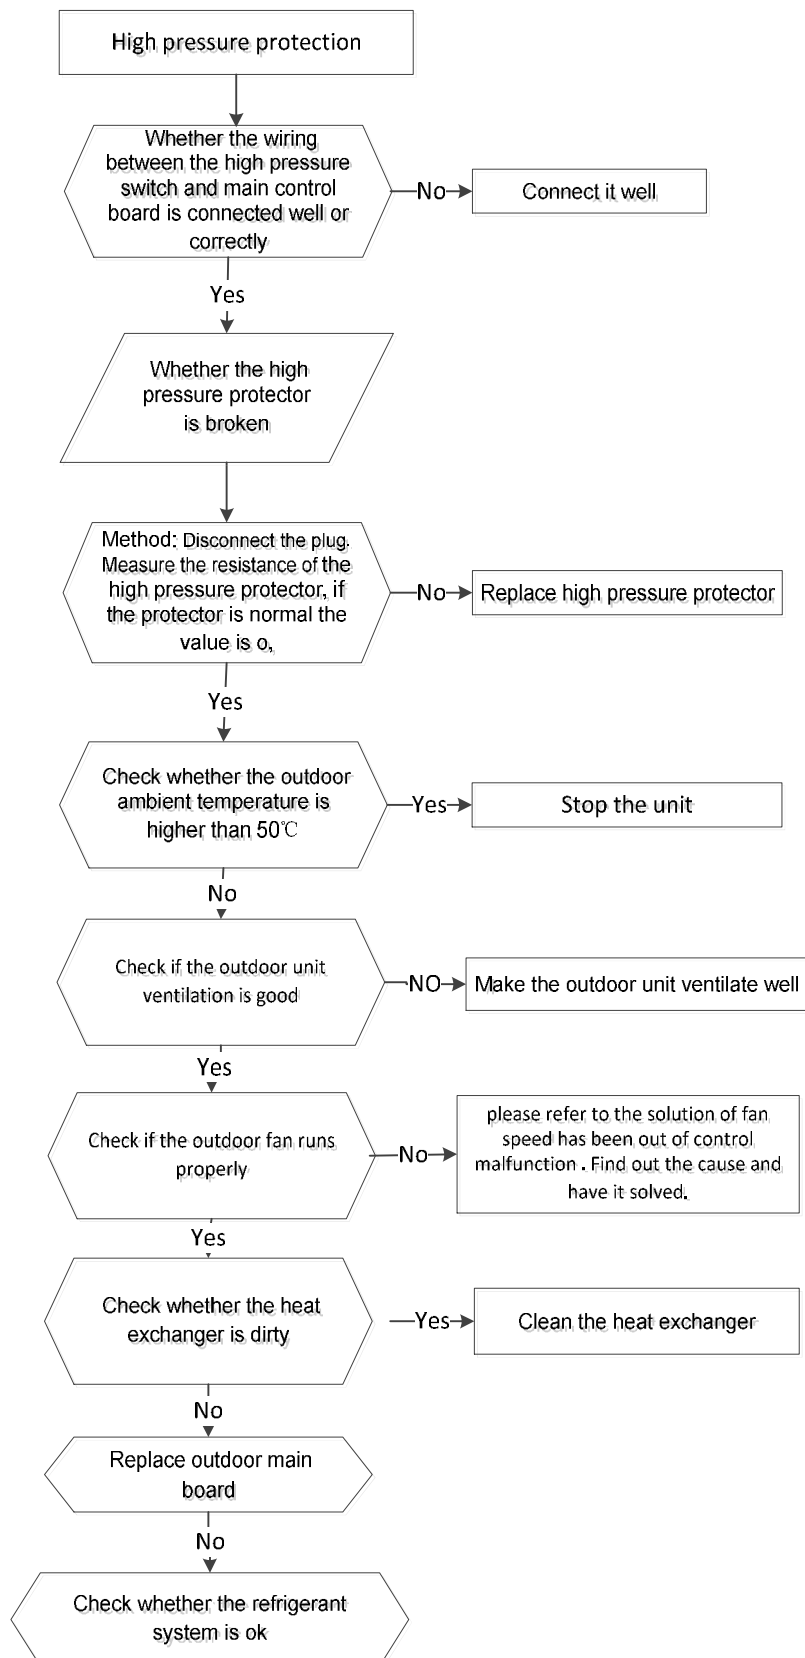 High pressure protection
Whether the wiring
between the high pressure
switch and main control
board is connected well or
correctly
No
Connect it well
Yes
Whether the high
pressure protector
is broken
Method: Disconnect the plug.
Measure the resistance of the
high pressure protector, if
the protector is normal the
value is o,
No
Replace high pressure protector
Yes
Check whether the outdoor
ambient temperature is
higher than 50℃
Yes
Stop the unit
No
Check if the outdoor unit
ventilation is good
NO
Make the outdoor unit ventilate well
Yes
Check if the outdoor fan runs
properly
No
please refer to the solution of fan
speed has been out of control
malfunction . Find out the cause and
have it solved.
Yes
Check whether the heat
exchanger is dirty
Yes
Clean the heat exchanger
No
Replace outdoor main
board
No
Check whether the refrigerant
system is ok